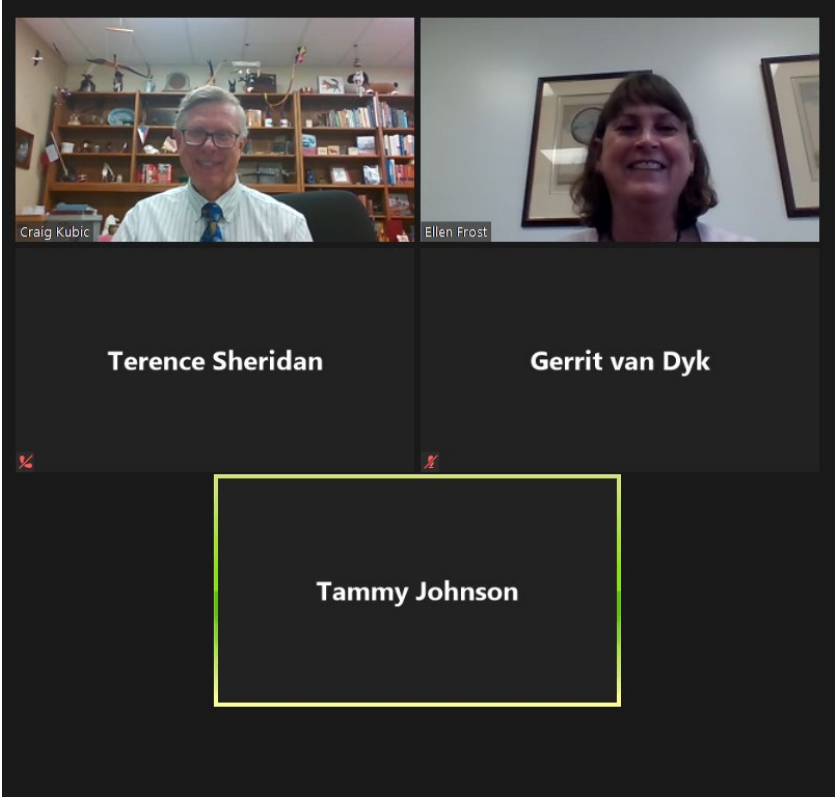 Craig Kubic
Ellen Frost
Terence Sheridan
Gerrit van Dyk
Tammy Johnson